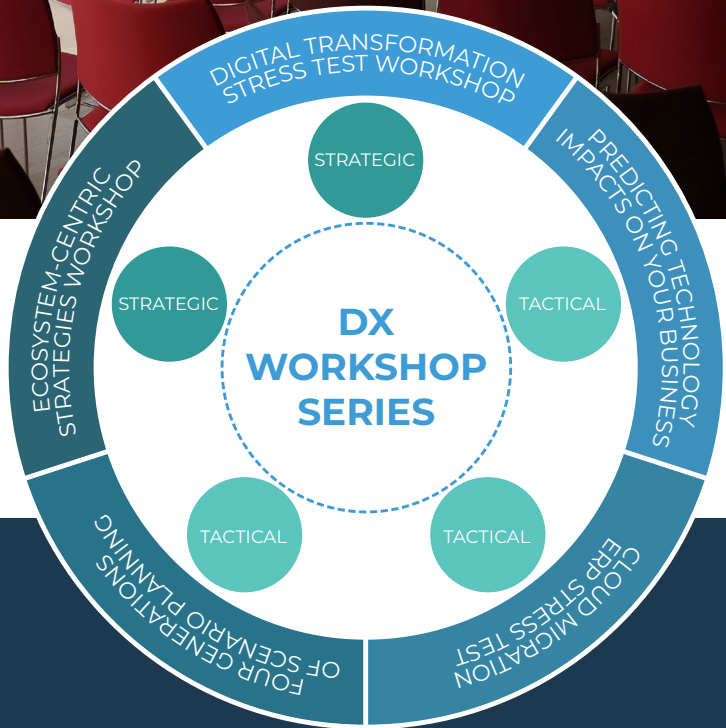 DIGITAL TRANSFORMATION
STRESS TEST WORKSHOP
PREDICTING TECHNOLOGY
IMPACTS ON YOUR BUSINESS
CLOUD MIGRATION
ERP STRESS TEST
FOUR GENERATIONS
OF SCENARIO PLANNING
ECOSYSTEM-CENTRIC
STRATEGIES WORKSHOP
STRATEGIC
TACTICAL
TACTICAL
TACTICAL
STRATEGIC
DX
WORKSHOP
SERIES